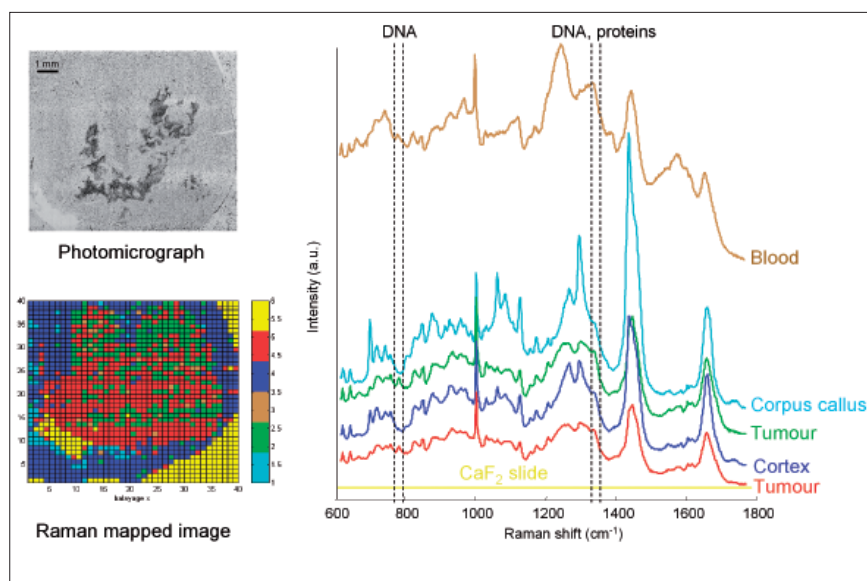 1 mm
Photomicrograph
40
35
30
25
20
15
10
5
5 10 15 20 25 30 35 40
balayage x
6
5.5
5
4.5
4
3.5
3
2.5
2
1.5
1
Raman mapped image
DNA
DNA, proteins
Intensity (a.u.)
Blood
Corpus callus
Tumour
Cortex
Tumour
CaF₂ slide
600 800 1000 1200 1400 1600 1800
Raman shift (cm⁻¹)